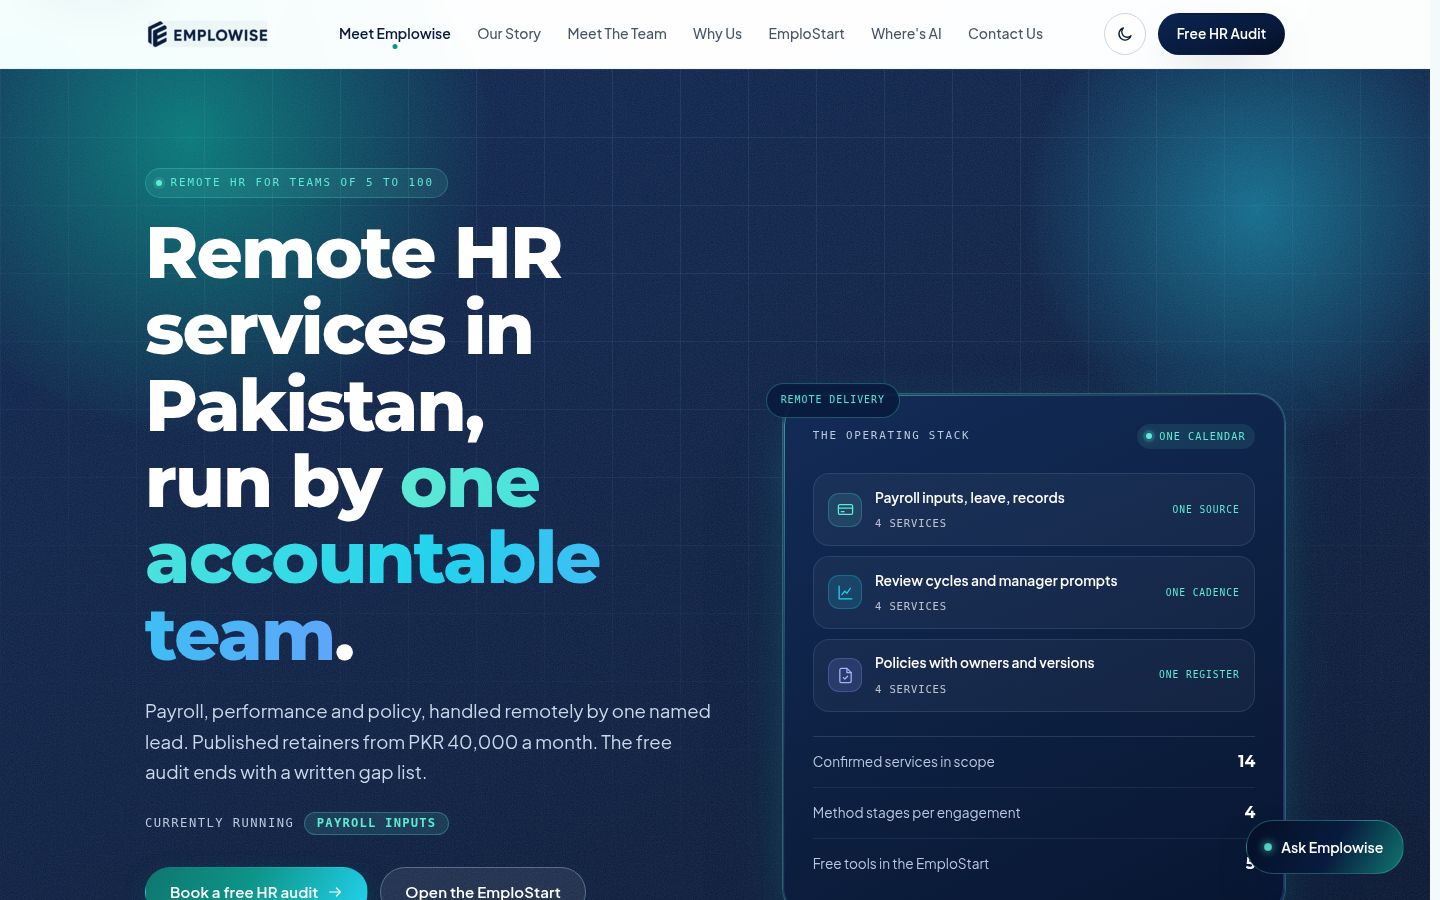 EMPLOWISE
Meet Emplowise
Our Story
Meet The Team
Why Us
EmploStart
Where's AI
Contact Us
Free HR Audit
REMOTE HR FOR TEAMS OF 5 TO 100
Remote HR
services in
Pakistan,
run by one
accountable
team.
Payroll, performance and policy, handled remotely by one named
lead. Published retainers from PKR 40,000 a month. The free
audit ends with a written gap list.
CURRENTLY RUNNING PAYROLL INPUTS
Book a free HR audit →
Open the EmploStart
REMOTE DELIVERY
THE OPERATING STACK
ONE CALENDAR
Payroll inputs, leave, records
4 SERVICES
ONE SOURCE
Review cycles and manager prompts
4 SERVICES
ONE CADENCE
Policies with owners and versions
4 SERVICES
ONE REGISTER
Confirmed services in scope 14
Method stages per engagement 4
Free tools in the EmploStart
Ask Emplowise